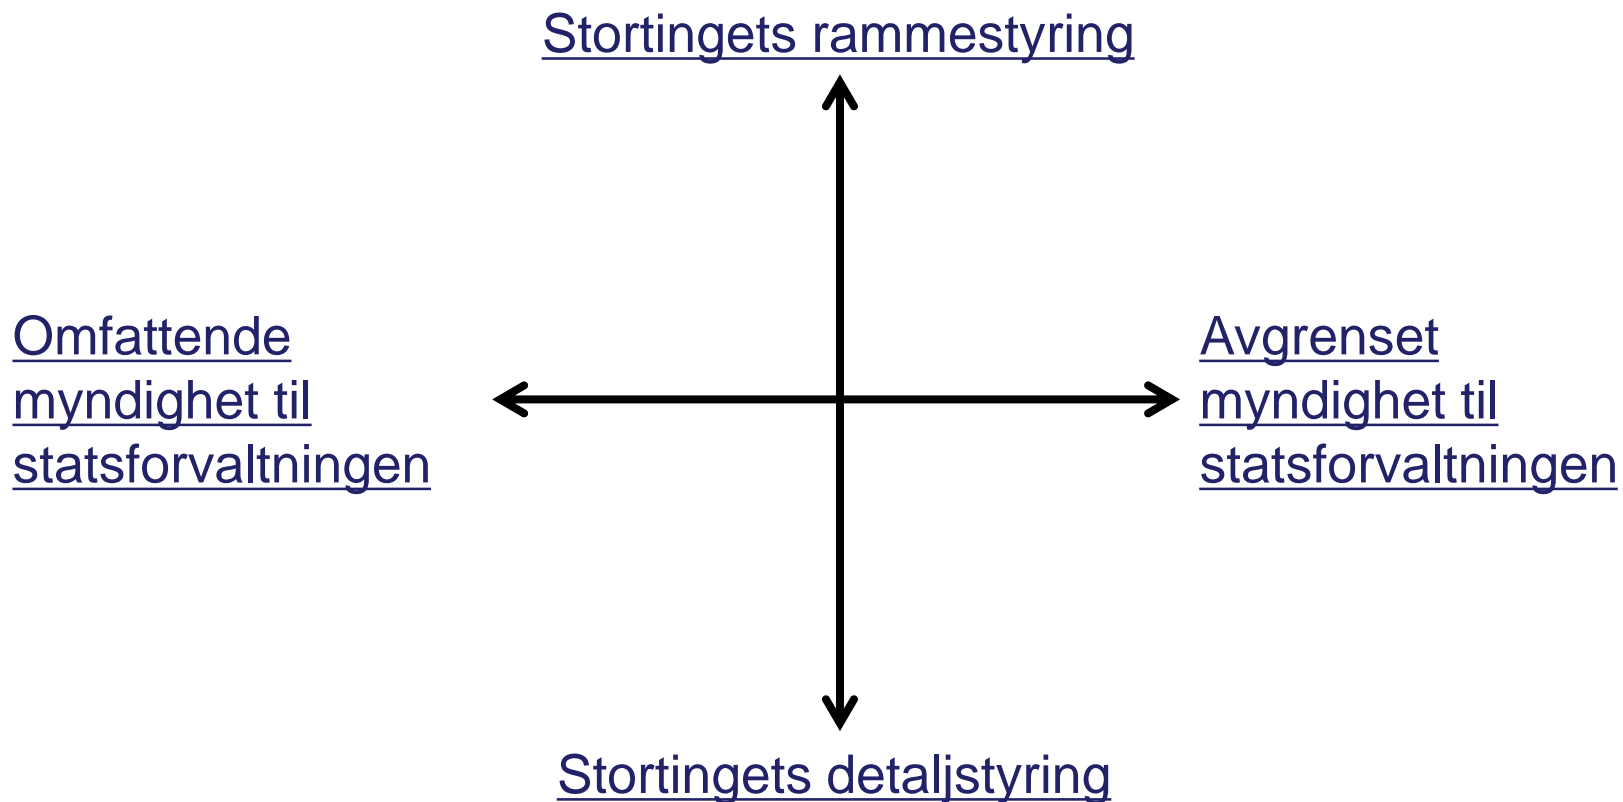 Stortingets rammestyring
Omfattende
myndighet til
statsforvaltningen
Avgrenset
myndighet til
statsforvaltningen
Stortingets detaljstyring